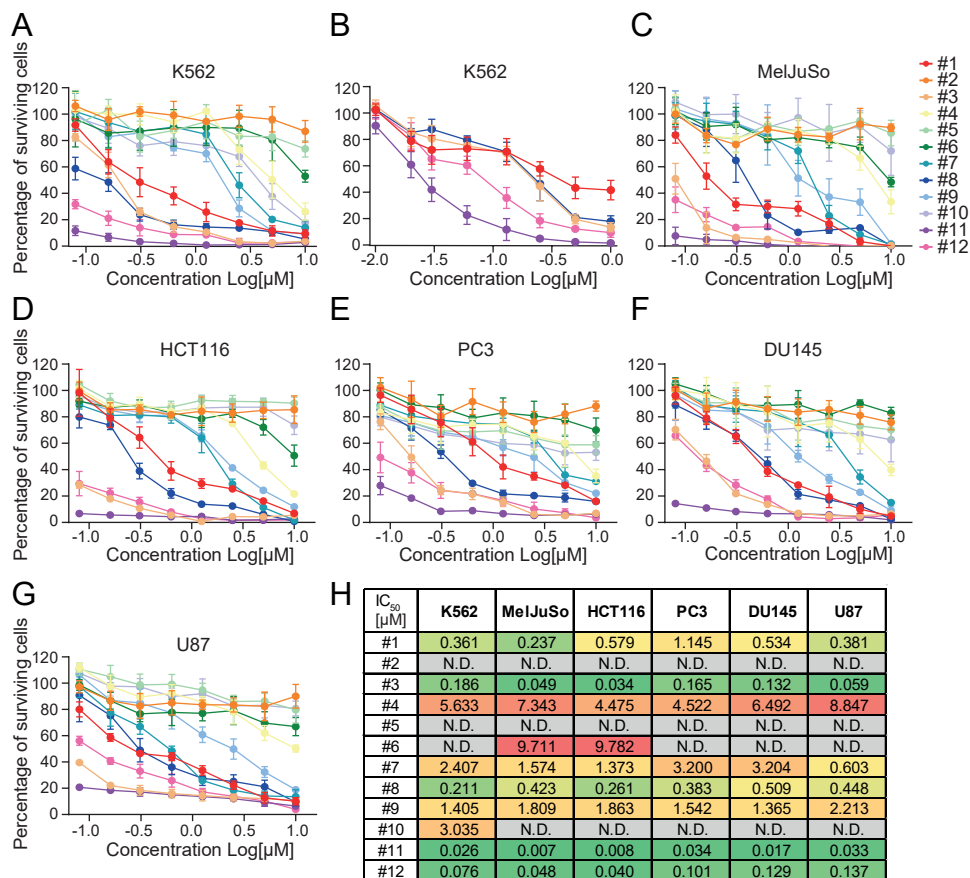 A
B
C
K562
K562
MelJuSo
Percentage of surviving cells
120
100
80
60
40
20
0
-1.0 -0.5 0.0 0.5 1.0
Concentration Log[µM]
120
100
80
60
40
20
0
-2.0 -1.5 -1.0 -0.5 0.0
Concentration Log[µM]
120
100
80
60
40
20
0
-1.0 -0.5 0.0 0.5 1.0
Concentration Log[µM]
#1
#2
#3
#4
#5
#6
#7
#8
#9
#10
#11
#12
D
E
F
HCT116
PC3
DU145
Percentage of surviving cells
120
100
80
60
40
20
0
-1.0 -0.5 0.0 0.5 1.0
Concentration Log[µM]
120
100
80
60
40
20
0
-1.0 -0.5 0.0 0.5 1.0
Concentration Log[µM]
120
100
80
60
40
20
0
-1.0 -0.5 0.0 0.5 1.0
Concentration Log[µM]
G
U87
Percentage of surviving cells
120
100
80
60
40
20
0
-1.0 -0.5 0.0 0.5 1.0
Concentration Log[µM]
H
IC50 [µM] K562 MelJuSo HCT116 PC3 DU145 U87
#1 0.361 0.237 0.579 1.145 0.534 0.381
#2 N.D. N.D. N.D. N.D. N.D. N.D.
#3 0.186 0.049 0.034 0.165 0.132 0.059
#4 5.633 7.343 4.475 4.522 6.492 8.847
#5 N.D. N.D. N.D. N.D. N.D. N.D.
#6 N.D. 9.711 9.782 N.D. N.D. N.D.
#7 2.407 1.574 1.373 3.200 3.204 0.603
#8 0.211 0.423 0.261 0.383 0.509 0.448
#9 1.405 1.809 1.863 1.542 1.365 2.213
#10 3.035 N.D. N.D. N.D. N.D. N.D.
#11 0.026 0.007 0.008 0.034 0.017 0.033
#12 0.076 0.048 0.040 0.101 0.129 0.137